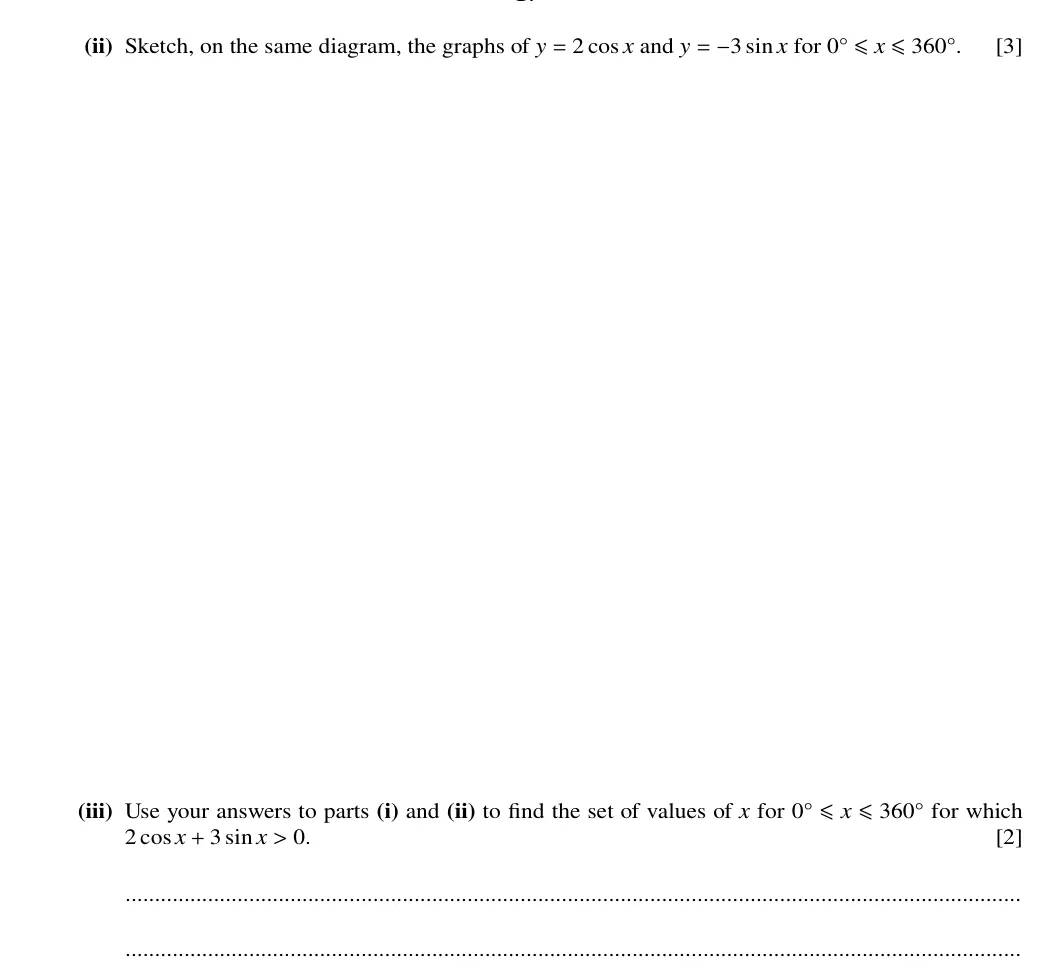 (ii) Sketch, on the same diagram, the graphs of y = 2 cos x and y = −3 sin x for 0° ⩽ x ⩽ 360°. [3]
(iii) Use your answers to parts (i) and (ii) to find the set of values of x for 0° ⩽ x ⩽ 360° for which
2 cos x + 3 sin x > 0. [2]